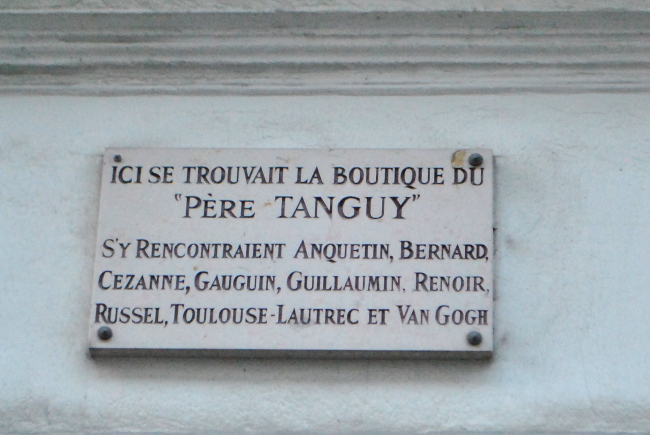 ICI SE TROUVAIT LA BOUTIQUE DU
"PÈRE TANGUY"
S'Y RENCONTRAIENT ANQUETIN, BERNARD,
CEZANNE, GAUGUIN, GUILLAUMIN, RENOIR,
RUSSEL, TOULOUSE-LAUTREC ET VAN GOGH